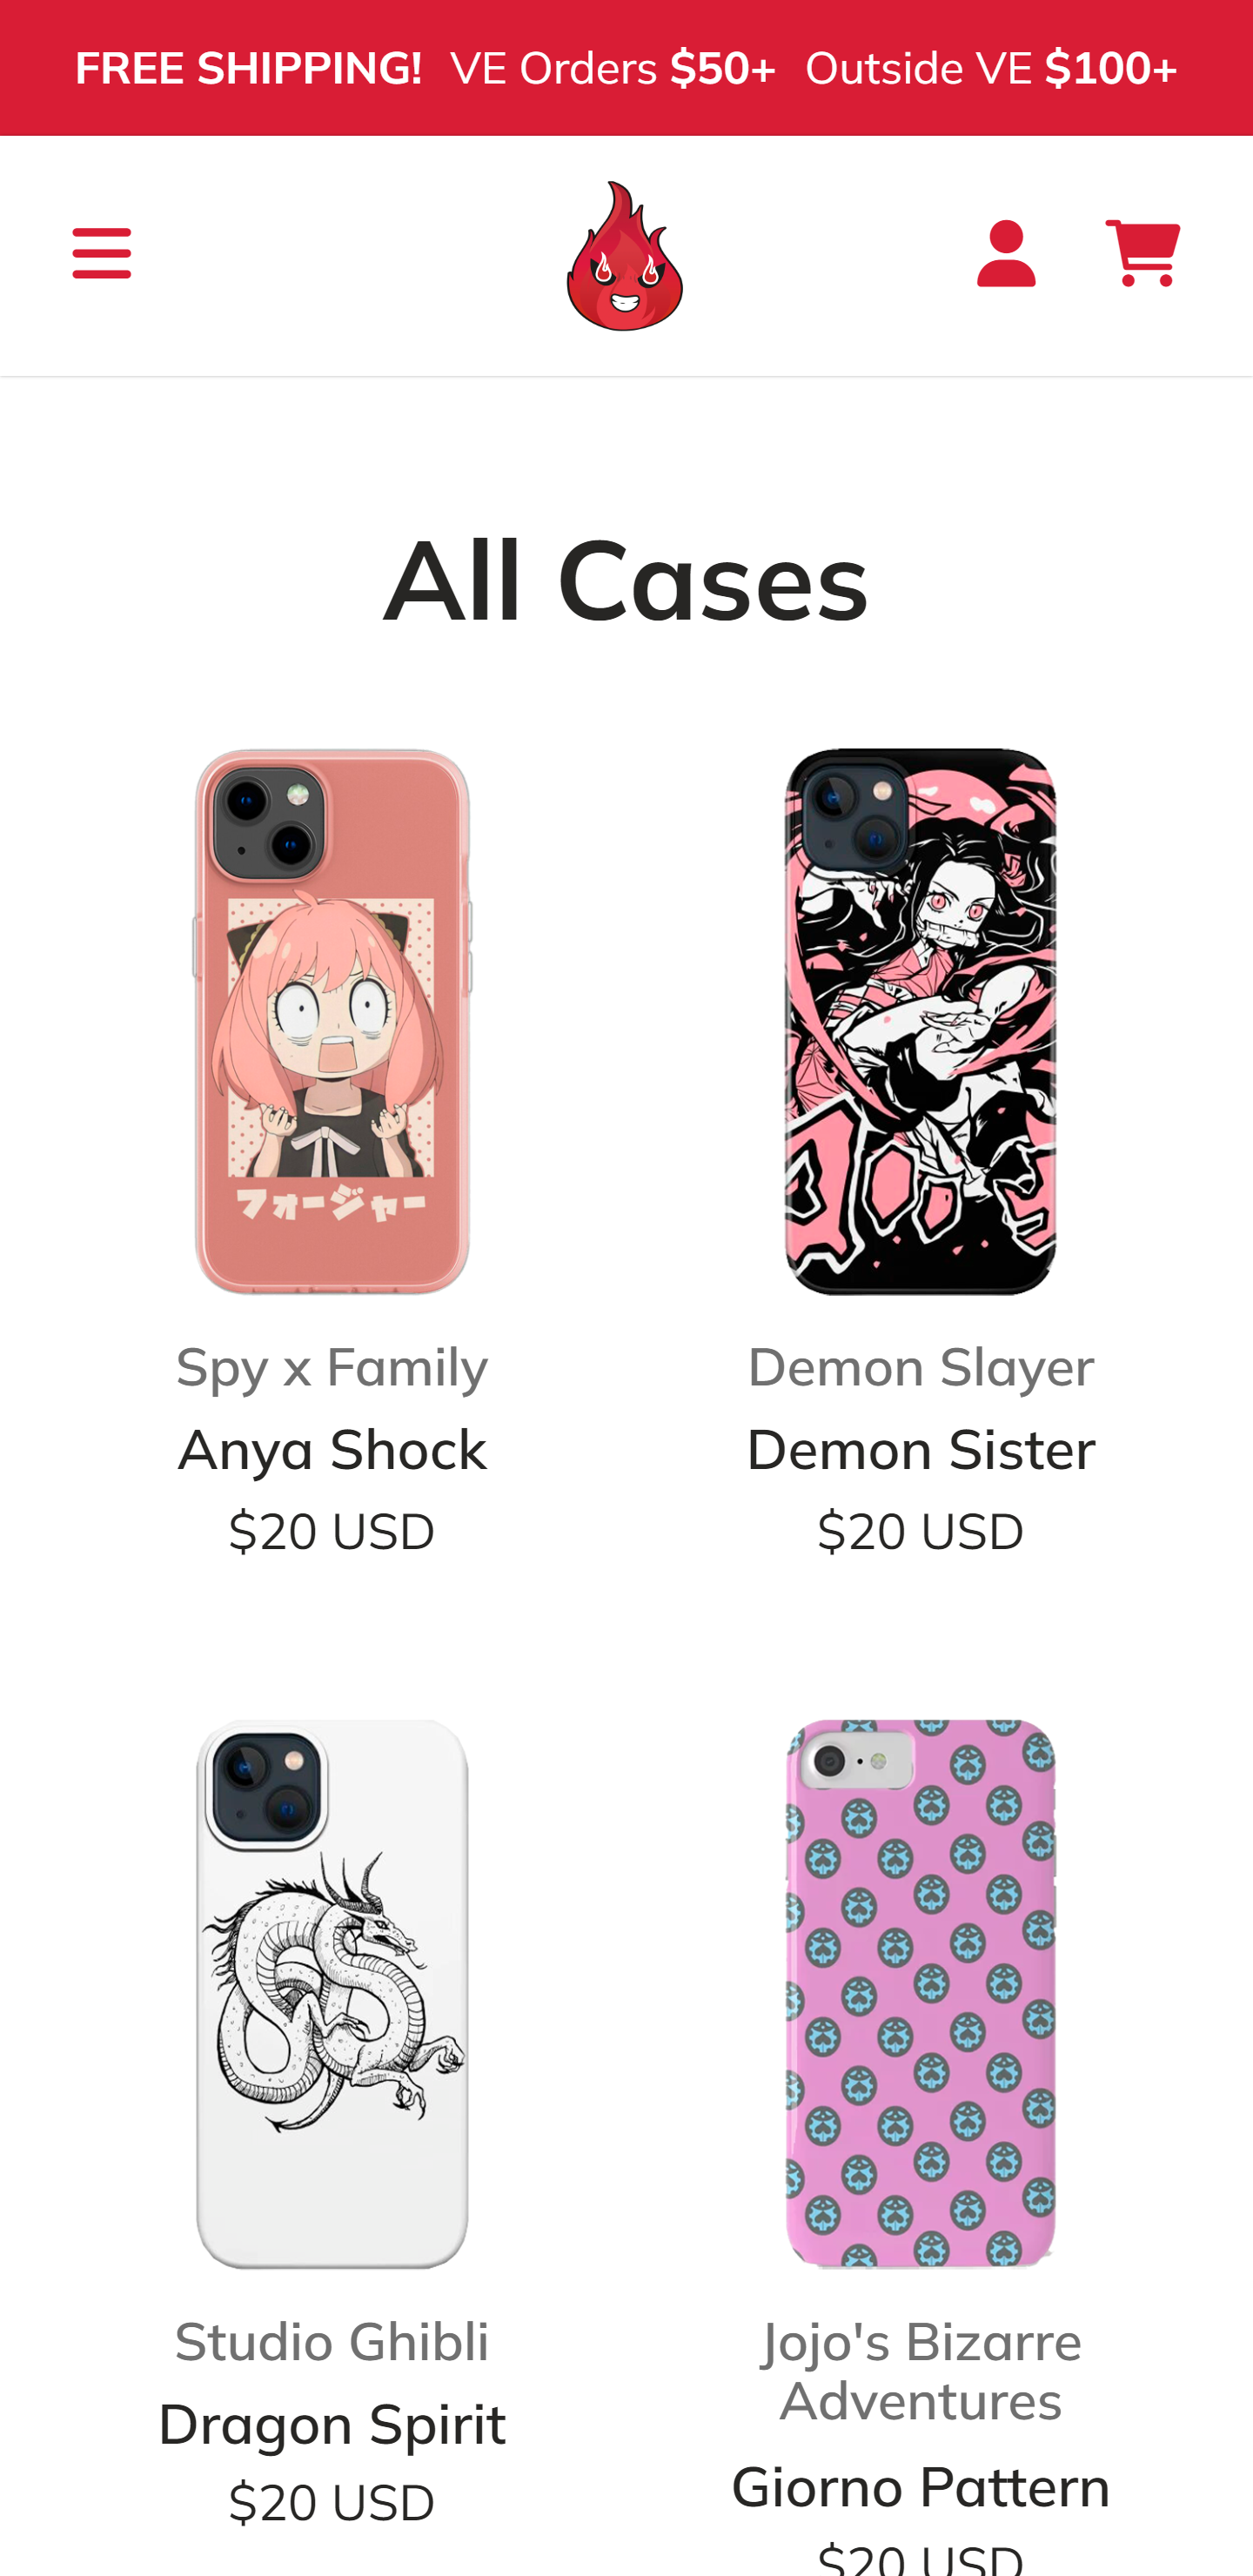 FREE SHIPPING! VE Orders $50+ Outside VE $100+
All Cases
フォージャー
Spy x Family
Anya Shock
$20 USD
Demon Slayer
Demon Sister
$20 USD
Studio Ghibli
Dragon Spirit
$20 USD
Jojo's Bizarre
Adventures
Giorno Pattern
$20 USD